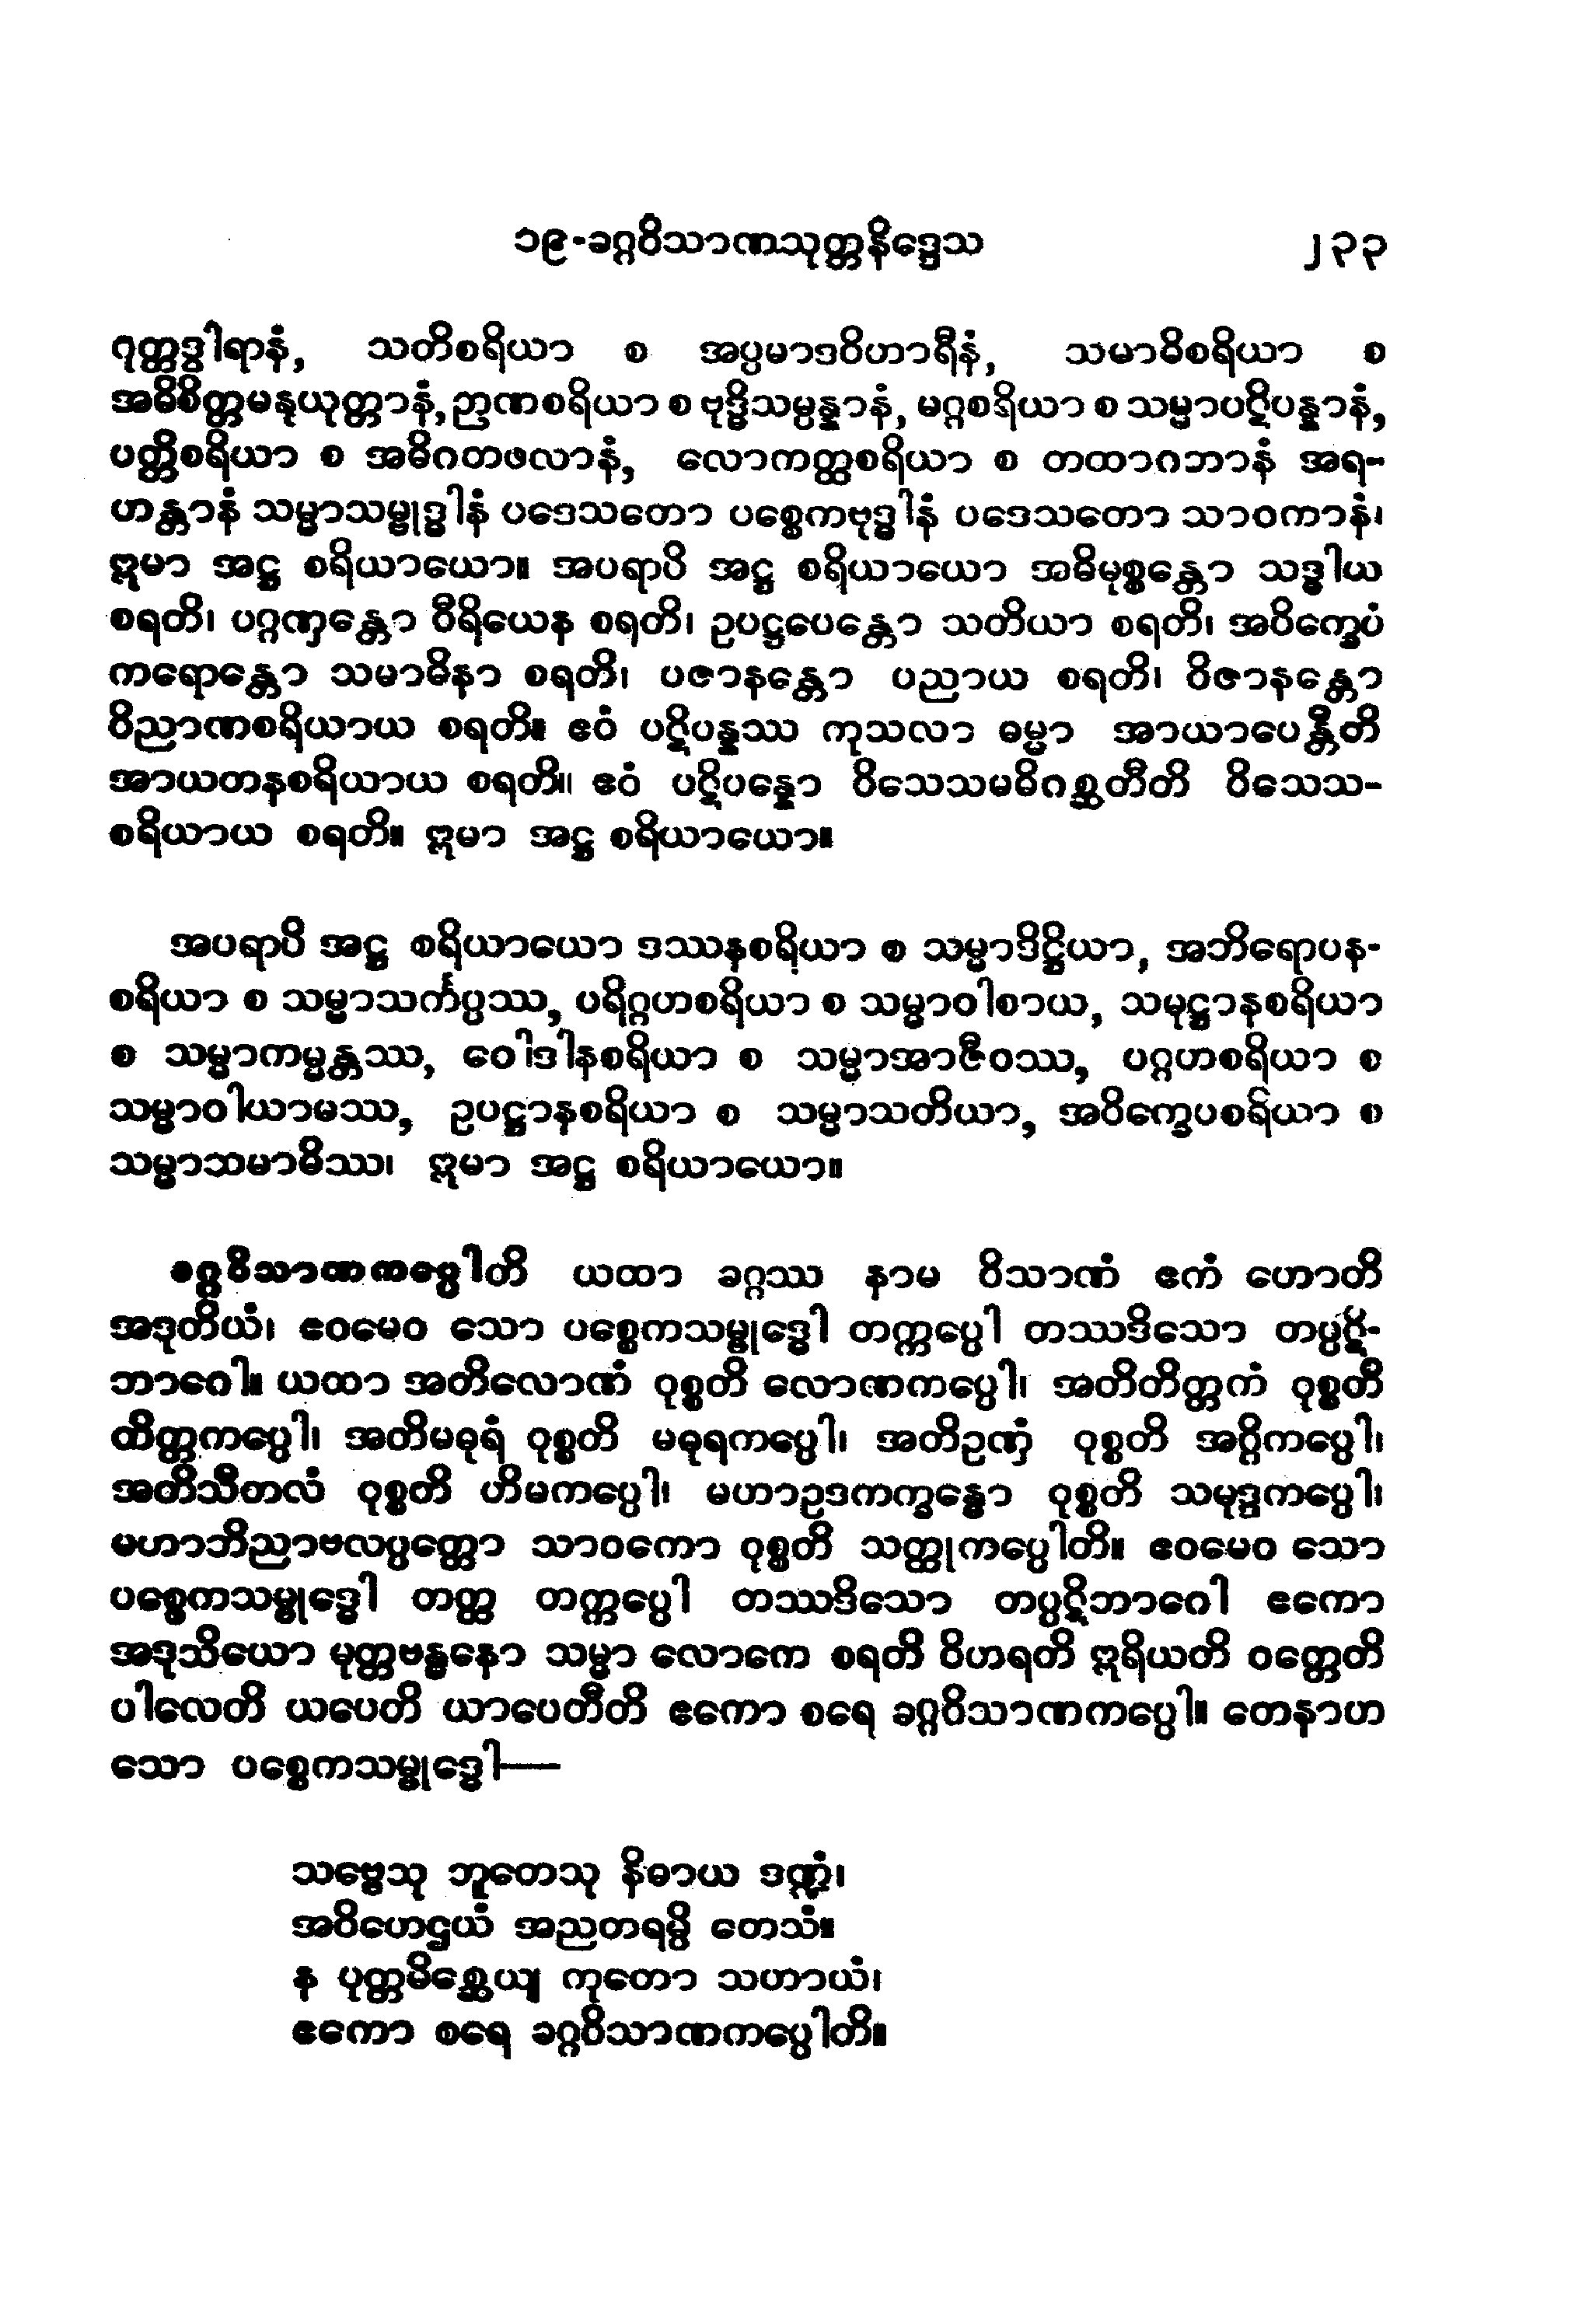 ၁၉-ခဂ္ဂဝိသာဏသုတ္တနိဒ္ဒေသ ၂၃၃
ဂုတ္တဒွါရာနံ, သတိစရိယာ စ အပ္ပမာဒဝိဟာရီနံ, သမာဓိစရိယာ စ
အဓိစိတ္တမနုယုတ္တာနံ, ဉာဏစရိယာ စ ဗုဒ္ဓိသမ္ပန္နာနံ, မဂ္ဂစရိယာ စ သမ္မာပဋိပန္နာနံ,
ပတ္တိစရိယာ စ အဓိဂတဖလာနံ, လောကတ္ထစရိယာ စ တထာဂတာနံ အရ-
ဟန္တာနံ သမ္မာသမ္ဗုဒ္ဓါနံ ပဒေသတော ပစ္စေကဗုဒ္ဓါနံ ပဒေသတော သာဝကာနံ၊
ဣမာ အဋ္ဌ စရိယာယော။ အပရာပိ အဋ္ဌ စရိယာယော အဓိမုစ္စန္တော သဒ္ဓါယ
စရတိ၊ ပဂ္ဂဏှန္တော ဝီရိယေန စရတိ၊ ဥပဋ္ဌပေန္တော သတိယာ စရတိ၊ အဝိက္ခေပံ
ကရောန္တော သမာဓိနာ စရတိ၊ ပဇာနန္တော ပညာယ စရတိ၊ ဝိဇာနန္တော
ဝိညာဏစရိယာယ စရတိ။ ဧဝံ ပဋိပန္နဿ ကုသလာ ဓမ္မာ အာယာပေန္တီတိ
အာယတနစရိယာယ စရတိ။ ဧဝံ ပဋိပန္နော ဝိသေသမဓိဂစ္ဆတီတိ ဝိသေသ-
စရိယာယ စရတိ။ ဣမာ အဋ္ဌ စရိယာယော။
အပရာပိ အဋ္ဌ စရိယာယော ဒဿနစရိယာ စ သမ္မာဒိဋ္ဌိယာ, အဘိရောပန-
စရိယာ စ သမ္မာသင်္ကပ္ပဿ, ပရိဂ္ဂဟစရိယာ စ သမ္မာဝါစာယ, သမုဋ္ဌာနစရိယာ
စ သမ္မာကမ္မန္တဿ, ဝေါဒါနစရိယာ စ သမ္မာအာဇီဝဿ, ပဂ္ဂဟစရိယာ စ
သမ္မာဝါယာမဿ, ဥပဋ္ဌာနစရိယာ စ သမ္မာသတိယာ, အဝိက္ခေပစရိယာ စ
သမ္မာသမာဓိဿ၊ ဣမာ အဋ္ဌ စရိယာယော။
ခဂ္ဂဝိသာဏကပ္ပေါတိ ယထာ ခဂ္ဂဿ နာမ ဝိသာဏံ ဧကံ ဟောတိ
အဒုတိယံ၊ ဧဝမေဝ သော ပစ္စေကသမ္ဗုဒ္ဓေါ တက္ကပ္ပေါ တဿဒိသော တပ္ပဋိ-
ဘာဂေါ။ ယထာ အတိလောဏံ ဝုစ္စတိ လောဏကပ္ပေါ၊ အတိတိတ္တကံ ဝုစ္စတိ
တိတ္တကပ္ပေါ၊ အတိမဓုရံ ဝုစ္စတိ မဓုရကပ္ပေါ၊ အတိဥဏှံ ဝုစ္စတိ အဂ္ဂိကပ္ပေါ၊
အတိသီတလံ ဝုစ္စတိ ဟိမကပ္ပေါ၊ မဟာဥဒကက္ခန္ဓော ဝုစ္စတိ သမုဒ္ဒကပ္ပေါ၊
မဟာဘိညာဗလပ္ပတ္တော သာဝကော ဝုစ္စတိ သတ္ထုကပ္ပေါတိ။ ဧဝမေဝ သော
ပစ္စေကသမ္ဗုဒ္ဓေါ တတ္ထ တက္ကပ္ပေါ တဿဒိသော တပ္ပဋိဘာဂေါ ဧကော
အဒုတိယော မုတ္တဗန္ဓနော သမ္မာ လောကေ စရတိ ဝိဟရတိ ဣရိယတိ ဝတ္တေတိ
ပါလေတိ ယပေတိ ယာပေတီတိ ဧကော စရေ ခဂ္ဂဝိသာဏကပ္ပေါ။ တေနာဟ
သော ပစ္စေကသမ္ဗုဒ္ဓေါ—
သဗ္ဗေသု ဘူတေသု နိဓာယ ဒဏ္ဍံ၊
အဝိဟေဌယံ အညတရမ္ပိ တေသံ။
န ပုတ္တမိစ္ဆေယျ ကုတော သဟာယံ၊
ဧကော စရေ ခဂ္ဂဝိသာဏကပ္ပေါတိ။